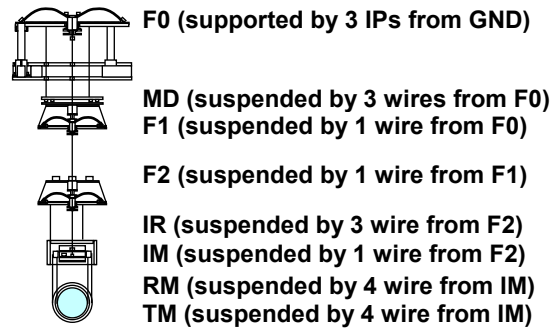 F0 (supported by 3 IPs from GND)
MD (suspended by 3 wires from F0)
F1 (suspended by 1 wire from F0)
F2 (suspended by 1 wire from F1)
IR (suspended by 3 wire from F2)
IM (suspended by 1 wire from F2)
RM (suspended by 4 wire from IM)
TM (suspended by 4 wire from IM)